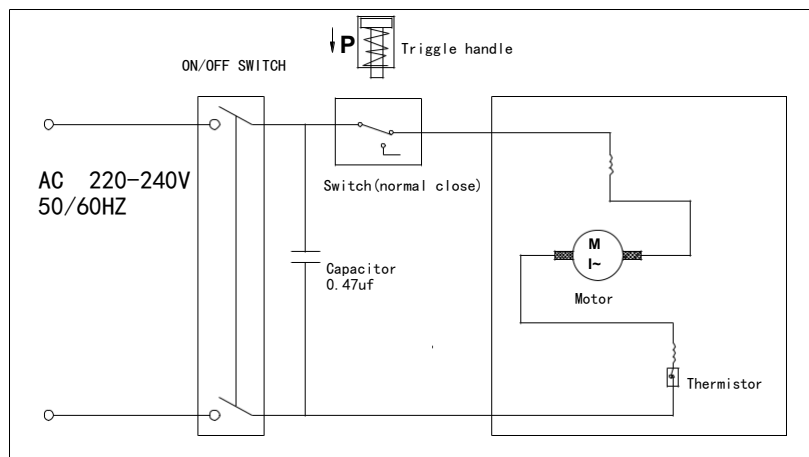 P
Triggle handle
ON/OFF SWITCH
AC 220-240V
50/60HZ
Switch(normal close)
M
I~
Capacitor
0.47uf
Motor
Thermistor